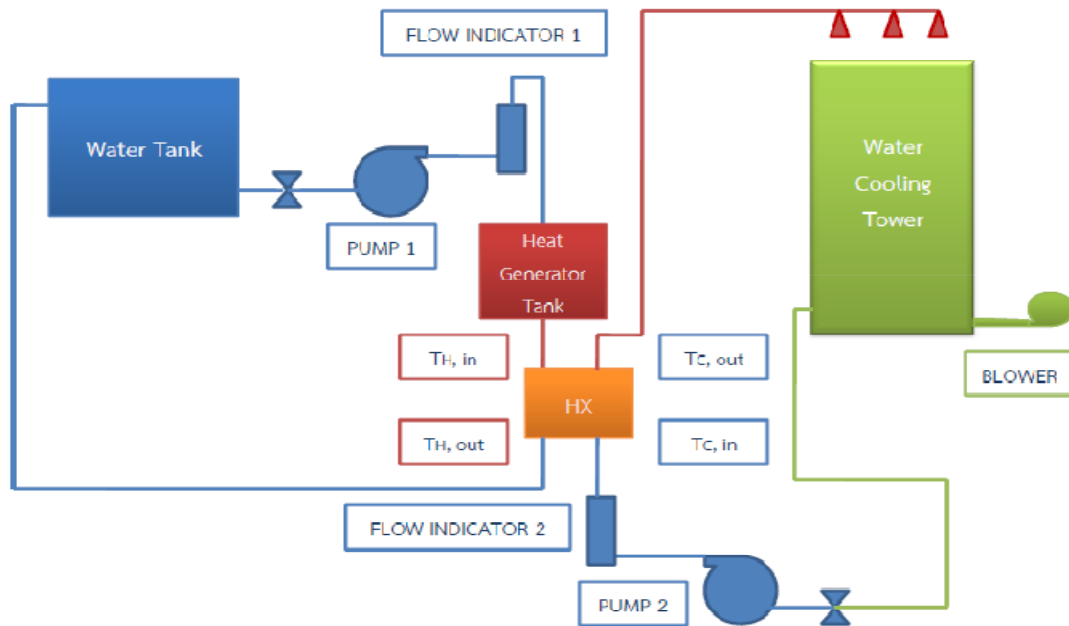 FLOW INDICATOR 1
Water Tank
Water
Cooling
Tower
PUMP 1
Heat
Generator
Tank
TH, in
TC, out
BLOWER
HX
TH, out
TC, in
FLOW INDICATOR 2
PUMP 2